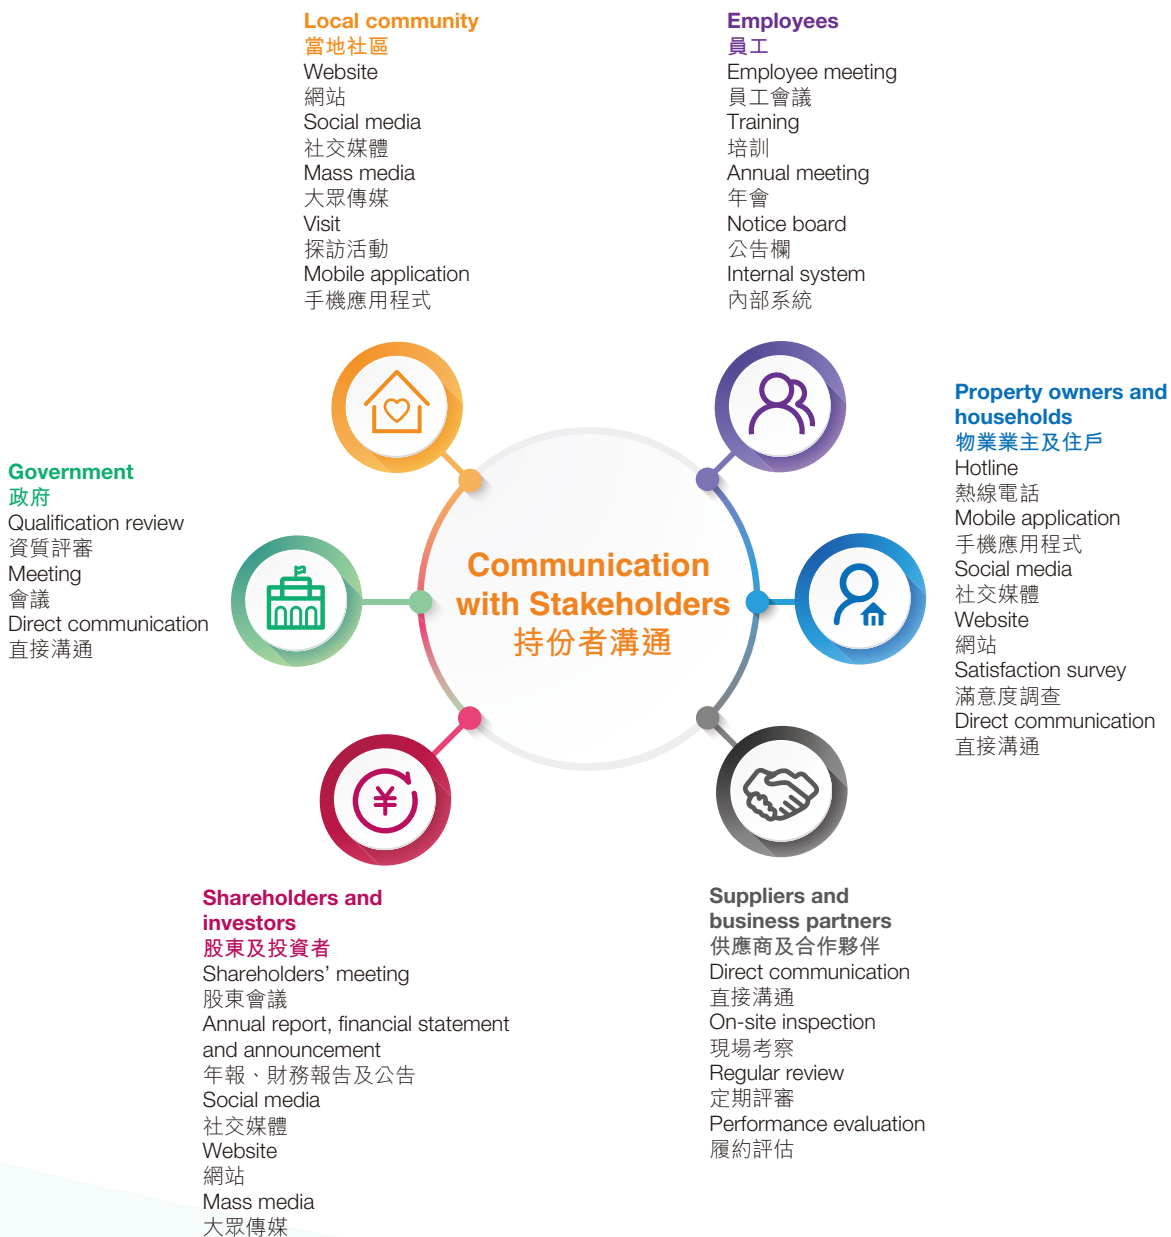 Local community
當地社區
Website
網站
Social media
社交媒體
Mass media
大眾傳媒
Visit
探訪活動
Mobile application
手機應用程式
Employees
員工
Employee meeting
員工會議
Training
培訓
Annual meeting
年會
Notice board
公告欄
Internal system
內部系統
Property owners and
households
物業業主及住戶
Hotline
熱線電話
Mobile application
手機應用程式
Social media
社交媒體
Website
網站
Satisfaction survey
滿意度調查
Direct communication
直接溝通
Government
政府
Qualification review
資質評審
Meeting
會議
Direct communication
直接溝通
Communication
with Stakeholders
持份者溝通
¥
Shareholders and
investors
股東及投資者
Shareholders’ meeting
股東會議
Annual report, financial statement
and announcement
年報、財務報告及公告
Social media
社交媒體
Website
網站
Mass media
大眾傳媒
Suppliers and
business partners
供應商及合作夥伴
Direct communication
直接溝通
On-site inspection
現場考察
Regular review
定期評審
Performance evaluation
履約評估